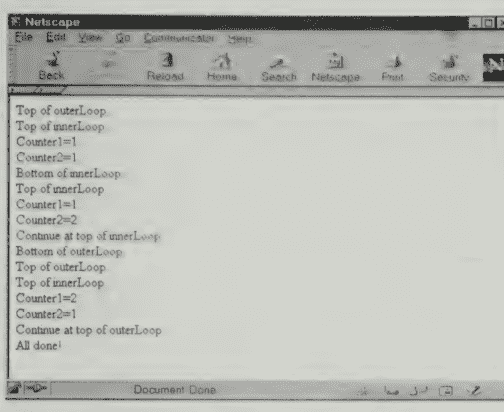 Netscape
File Edit View Go Communicator Help
Back Reload Home Search Netscape Print Security
N
Top of outerLoop
Top of innerLoop
Counter1=1
Counter2=1
Bottom of innerLoop
Top of innerLoop
Counter1=1
Counter2=2
Continue at top of innerLoop
Bottom of outerLoop
Top of outerLoop
Top of innerLoop
Counter1=2
Counter2=1
Continue at top of outerLoop
All done!
Document Done